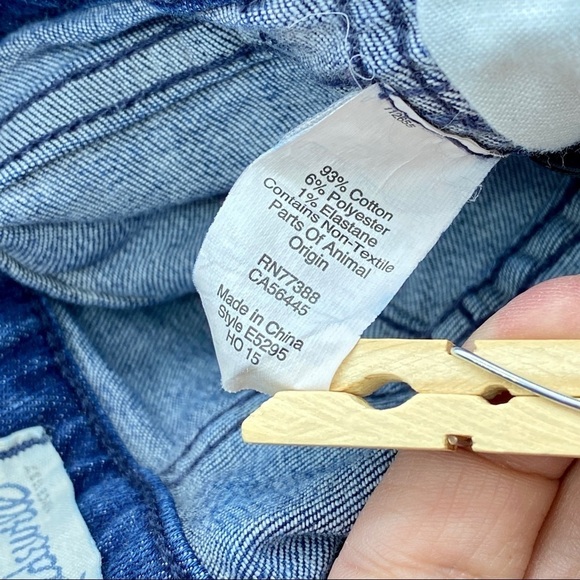 93% Cotton
6% Polyester
1% Elastane
Contains Non-Textile
Parts Of Animal
Origin
RN77388
CA56445
Made in China
Style E5295
HO 15